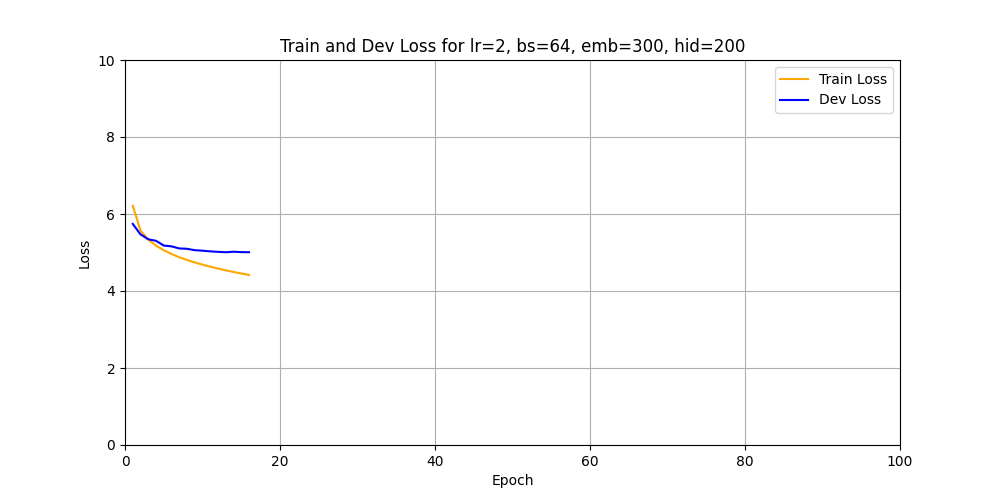 Train and Dev Loss for lr=2, bs=64, emb=300, hid=200
Train Loss
Dev Loss
Loss
10
8
6
4
2
0
0 20 40 60 80 100
Epoch